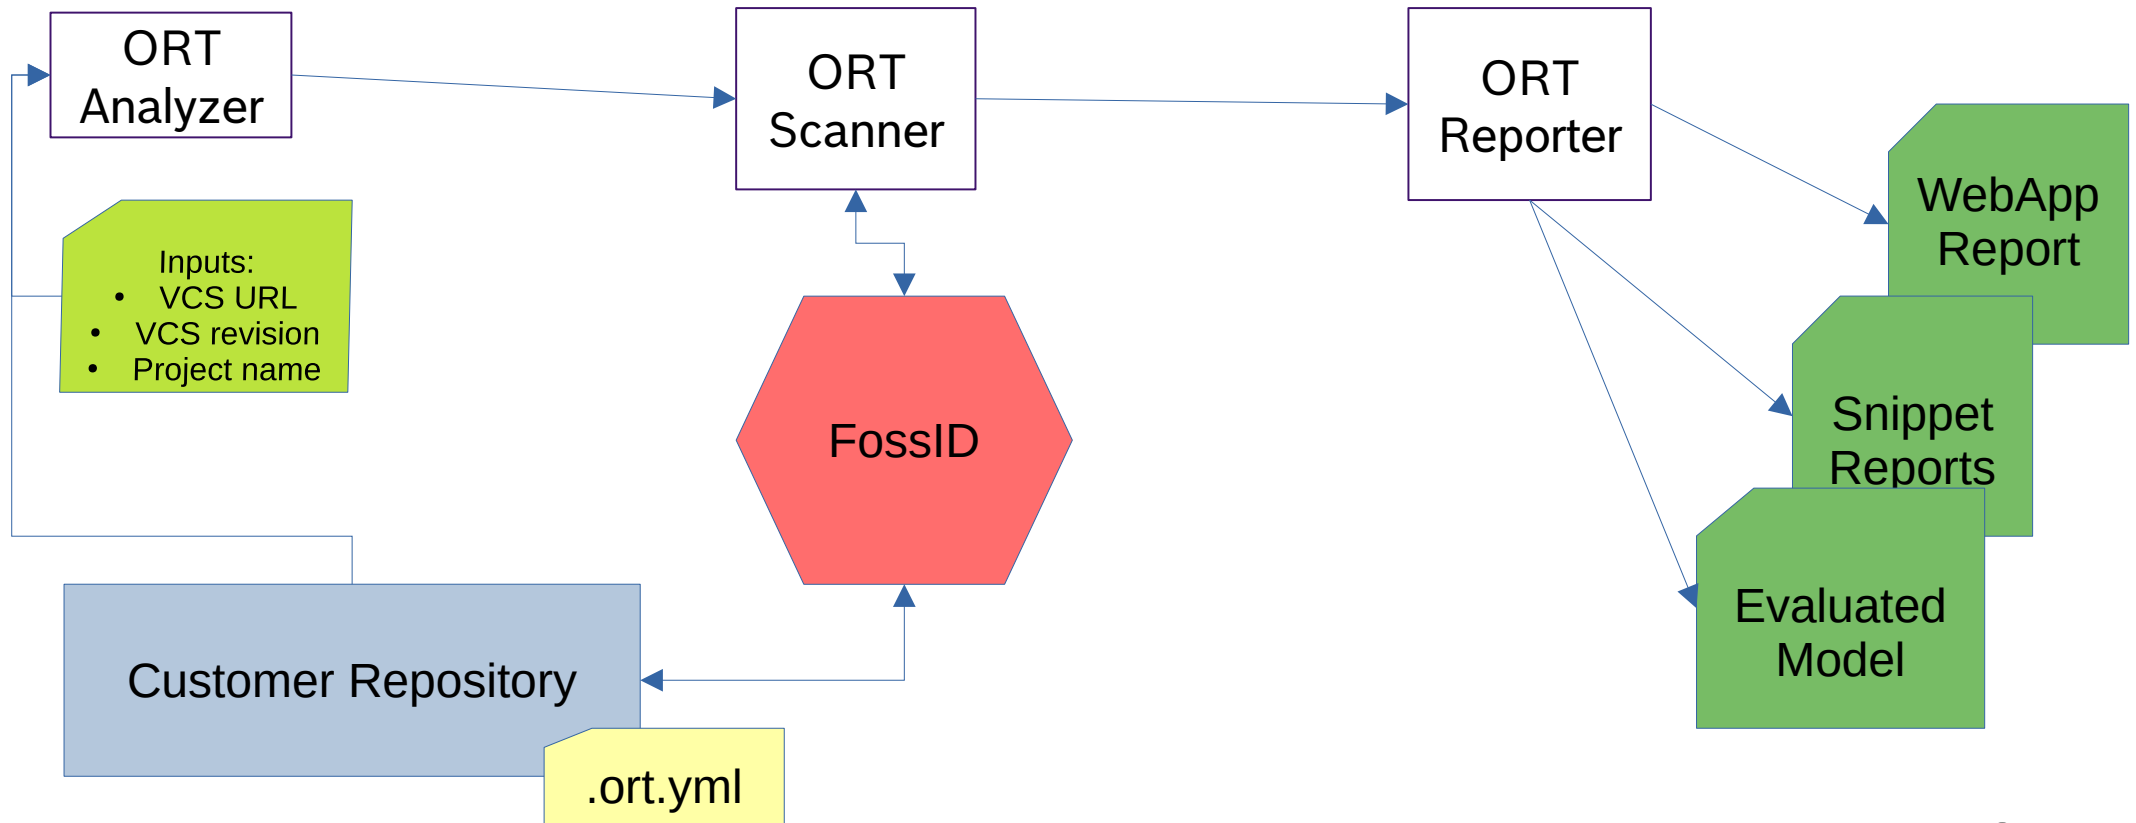 ORT
Analyzer
ORT
Scanner
ORT
Reporter
WebApp
Report
Inputs:
• VCS URL
• VCS revision
• Project name
Snippet
Reports
FossID
Evaluated
Model
Customer Repository
.ort.yml